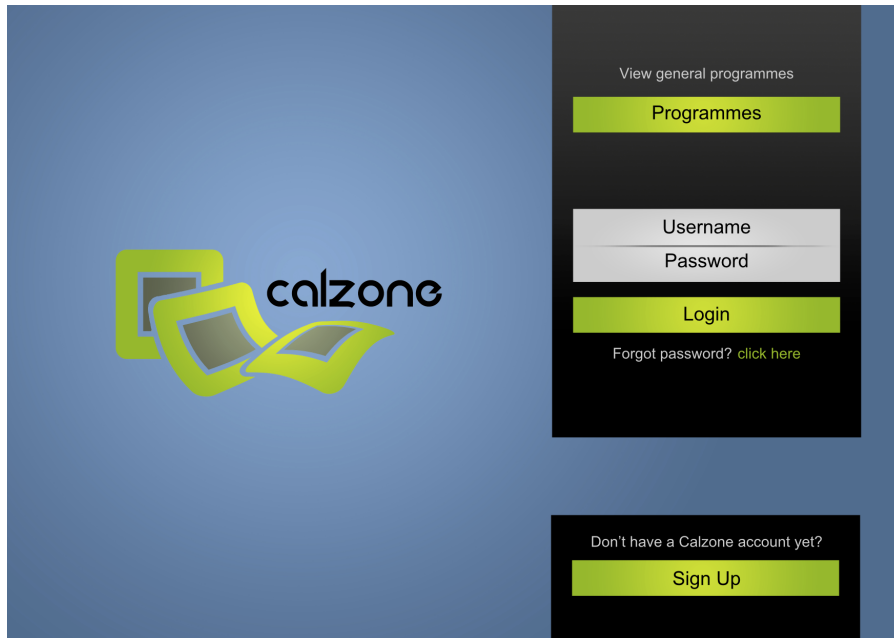 calzone
View general programmes
Programmes
Username
Password
Login
Forgot password? click here
Don't have a Calzone account yet?
Sign Up